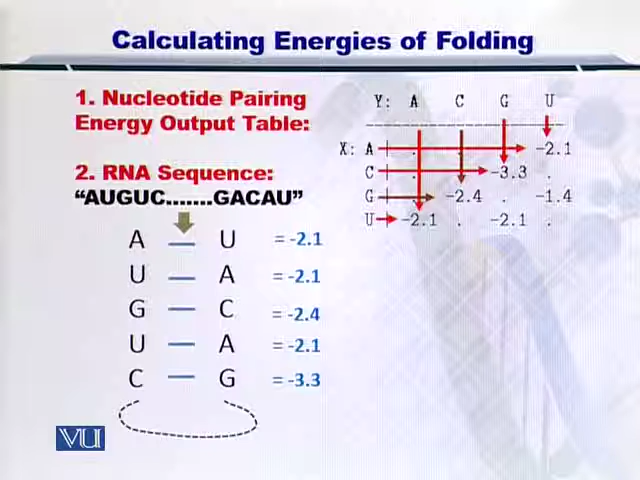 Calculating Energies of Folding
1. Nucleotide Pairing
Energy Output Table:
Y: A C G U
X: A . . . -2.1
C . . -3.3 .
G . -2.4 . -1.4
U -2.1 . -2.1 .
2. RNA Sequence:
“AUGUC.......GACAU”
A — U = -2.1
U — A = -2.1
G — C = -2.4
U — A = -2.1
C — G = -3.3
VU